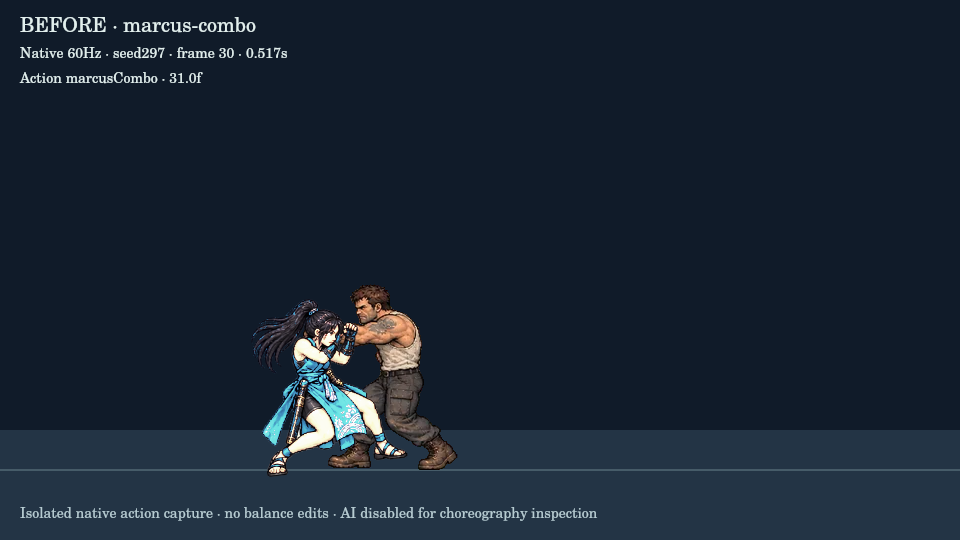 BEFORE · marcus-combo
Native 60Hz · seed297 · frame 30 · 0.517s
Action marcusCombo · 31.0f
Isolated native action capture · no balance edits · AI disabled for choreography inspection